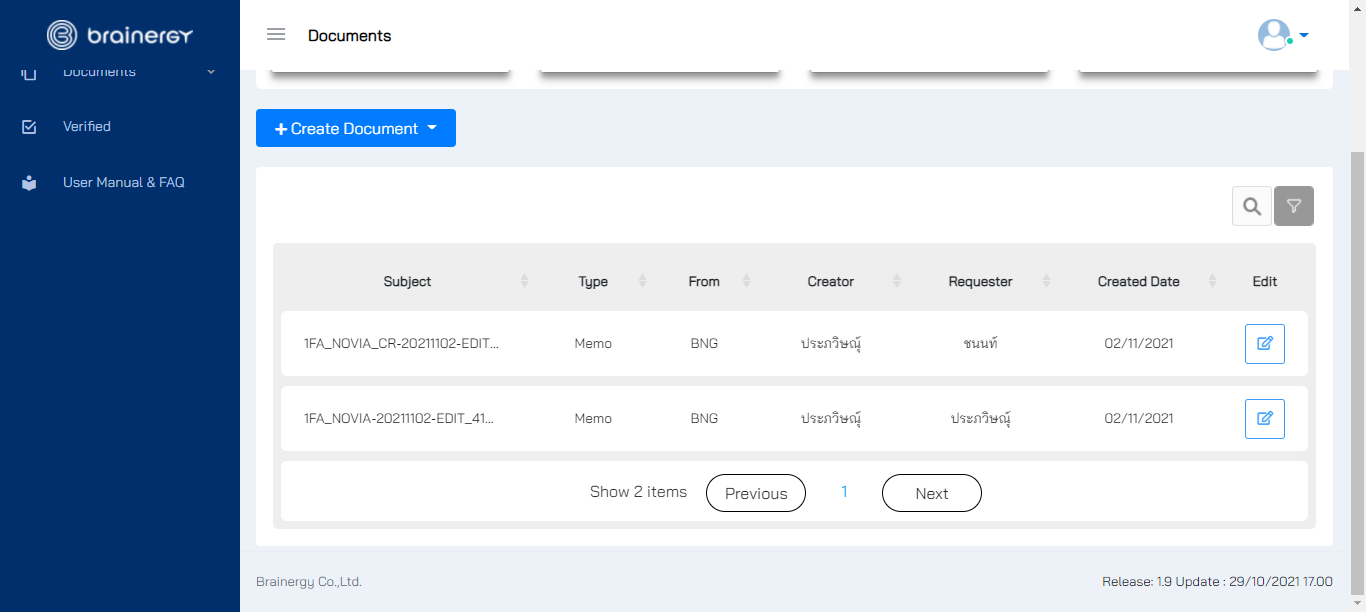 brainergy
Documents
Documents
Verified
User Manual & FAQ
Create Document
Subject Type From Creator Requester Created Date Edit
1FA_NOVIA_CR-20211102-EDIT... Memo BNG ประภวิษณุ์ ชนนท์ 02/11/2021
1FA_NOVIA-20211102-EDIT_41... Memo BNG ประภวิษณุ์ ประภวิษณุ์ 02/11/2021
Show 2 items Previous 1 Next
Brainergy Co.,Ltd. Release: 1.9 Update : 29/10/2021 17.00